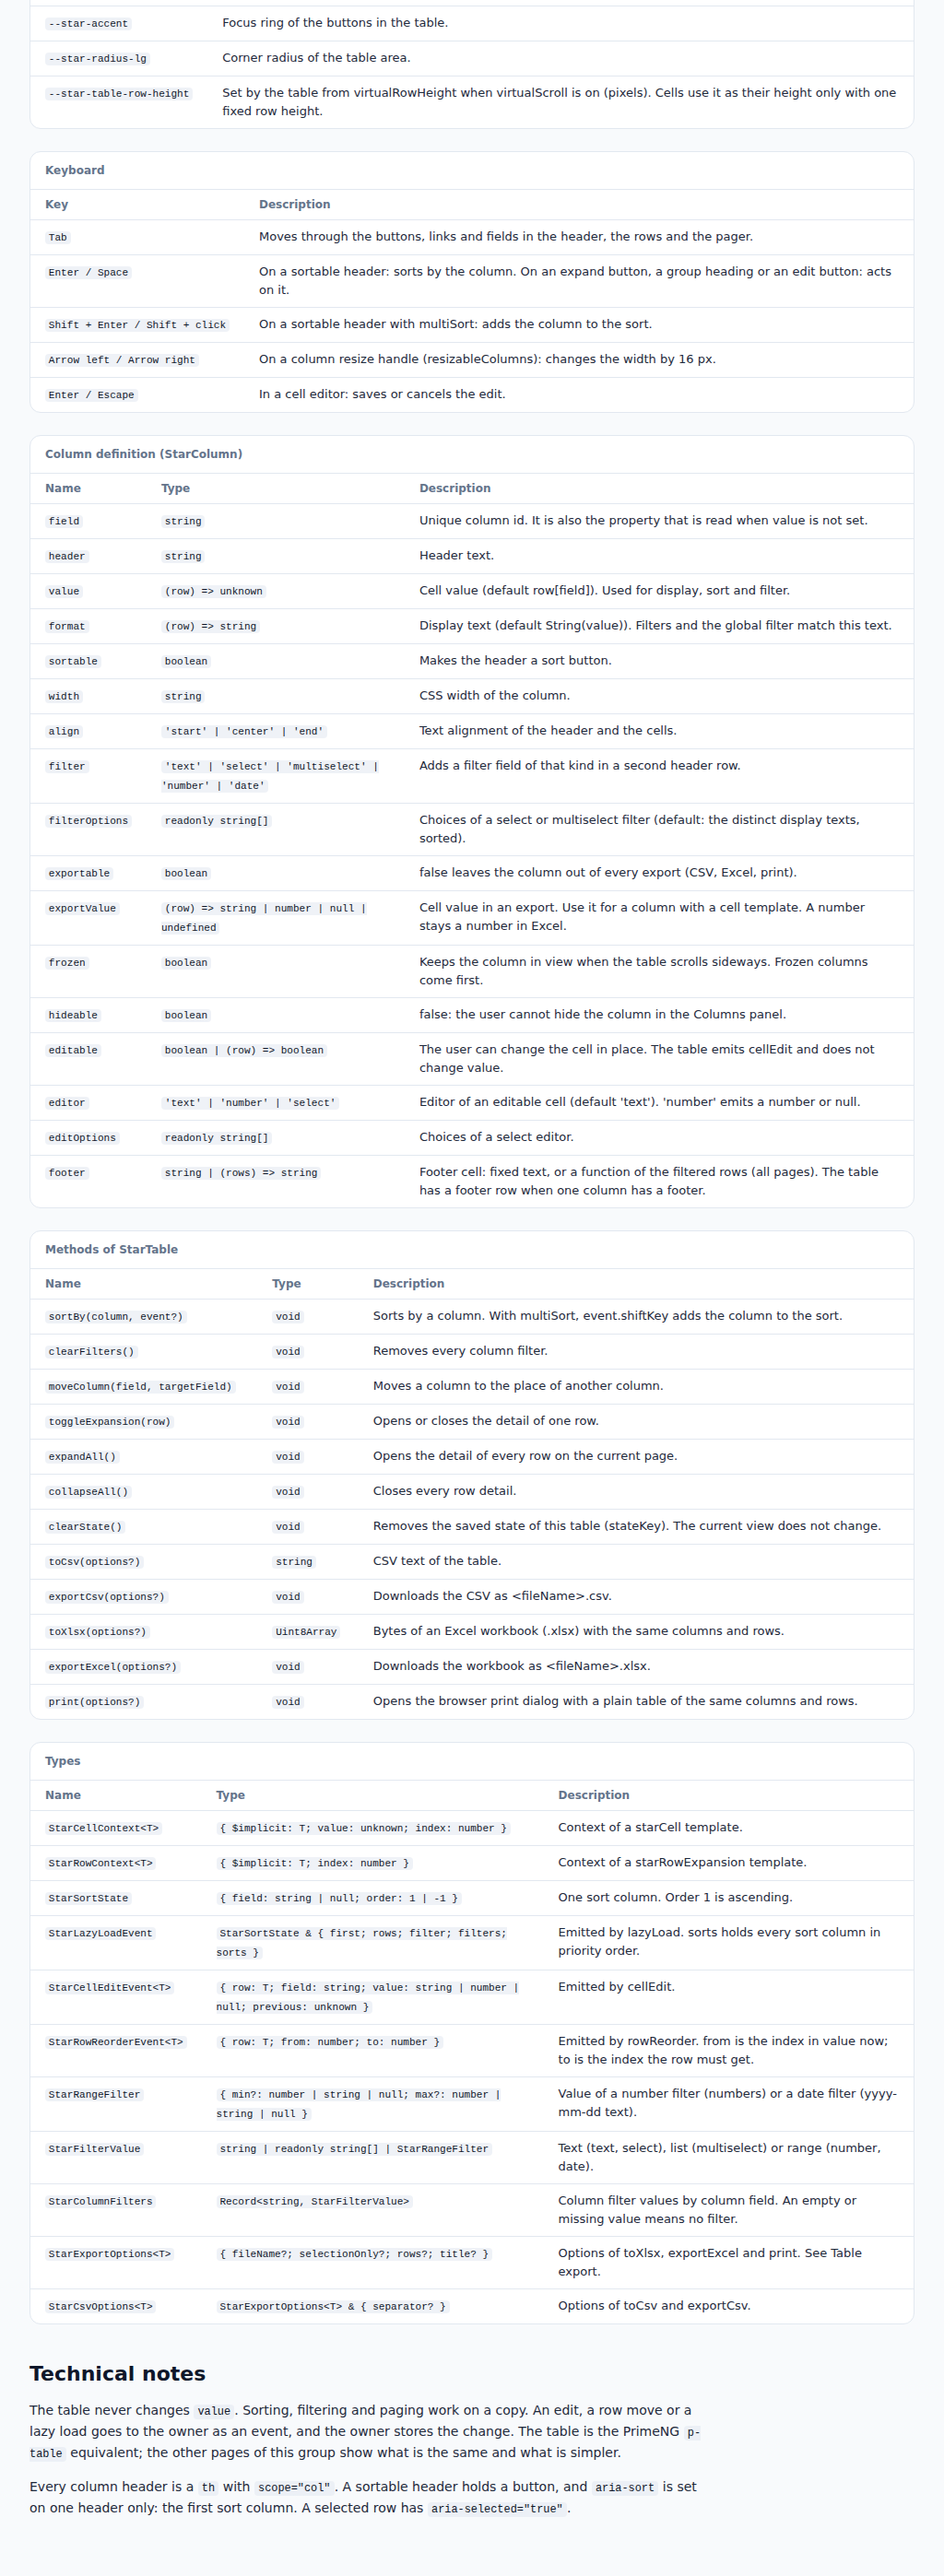 --star-accent Focus ring of the buttons in the table.
--star-radius-lg Corner radius of the table area.
--star-table-row-height Set by the table from virtualRowHeight when virtualScroll is on (pixels). Cells use it as their height only with one
fixed row height.
Keyboard
Key Description
Tab Moves through the buttons, links and fields in the header, the rows and the pager.
Enter / Space On a sortable header: sorts by the column. On an expand button, a group heading or an edit button: acts
on it.
Shift + Enter / Shift + click On a sortable header with multiSort: adds the column to the sort.
Arrow left / Arrow right On a column resize handle (resizableColumns): changes the width by 16 px.
Enter / Escape In a cell editor: saves or cancels the edit.
Column definition (StarColumn)
Name Type Description
field string Unique column id. It is also the property that is read when value is not set.
header string Header text.
value (row) => unknown Cell value (default row[field]). Used for display, sort and filter.
format (row) => string Display text (default String(value)). Filters and the global filter match this text.
sortable boolean Makes the header a sort button.
width string CSS width of the column.
align 'start' | 'center' | 'end' Text alignment of the header and the cells.
filter 'text' | 'select' | 'multiselect' | Adds a filter field of that kind in a second header row.
'number' | 'date'
filterOptions readonly string[] Choices of a select or multiselect filter (default: the distinct display texts,
sorted).
exportable boolean false leaves the column out of every export (CSV, Excel, print).
exportValue (row) => string | number | null | Cell value in an export. Use it for a column with a cell template. A number
undefined stays a number in Excel.
frozen boolean Keeps the column in view when the table scrolls sideways. Frozen columns
come first.
hideable boolean false: the user cannot hide the column in the Columns panel.
editable boolean | (row) => boolean The user can change the cell in place. The table emits cellEdit and does not
change value.
editor 'text' | 'number' | 'select' Editor of an editable cell (default 'text'). 'number' emits a number or null.
editOptions readonly string[] Choices of a select editor.
footer string | (rows) => string Footer cell: fixed text, or a function of the filtered rows (all pages). The table
has a footer row when one column has a footer.
Methods of StarTable
Name Type Description
sortBy(column, event?) void Sorts by a column. With multiSort, event.shiftKey adds the column to the sort.
clearFilters() void Removes every column filter.
moveColumn(field, targetField) void Moves a column to the place of another column.
toggleExpansion(row) void Opens or closes the detail of one row.
expandAll() void Opens the detail of every row on the current page.
collapseAll() void Closes every row detail.
clearState() void Removes the saved state of this table (stateKey). The current view does not change.
toCsv(options?) string CSV text of the table.
exportCsv(options?) void Downloads the CSV as <fileName>.csv.
toXlsx(options?) Uint8Array Bytes of an Excel workbook (.xlsx) with the same columns and rows.
exportExcel(options?) void Downloads the workbook as <fileName>.xlsx.
print(options?) void Opens the browser print dialog with a plain table of the same columns and rows.
Types
Name Type Description
StarCellContext<T> { $implicit: T; value: unknown; index: number } Context of a starCell template.
StarRowContext<T> { $implicit: T; index: number } Context of a starRowExpansion template.
StarSortState { field: string | null; order: 1 | -1 } One sort column. Order 1 is ascending.
StarLazyLoadEvent StarSortState & { first; rows; filter; filters; Emitted by lazyLoad. sorts holds every sort column in
sorts } priority order.
StarCellEditEvent<T> { row: T; field: string; value: string | number | Emitted by cellEdit.
null; previous: unknown }
StarRowReorderEvent<T> { row: T; from: number; to: number } Emitted by rowReorder. from is the index in value now;
to is the index the row must get.
StarRangeFilter { min?: number | string | null; max?: number | Value of a number filter (numbers) or a date filter (yyyy-
string | null } mm-dd text).
StarFilterValue string | readonly string[] | StarRangeFilter Text (text, select), list (multiselect) or range (number,
date).
StarColumnFilters Record<string, StarFilterValue> Column filter values by column field. An empty or
missing value means no filter.
StarExportOptions<T> { fileName?; selectionOnly?; rows?; title? } Options of toXlsx, exportExcel and print. See Table
export.
StarCsvOptions<T> StarExportOptions<T> & { separator? } Options of toCsv and exportCsv.
Technical notes
The table never changes value. Sorting, filtering and paging work on a copy. An edit, a row move or a
lazy load goes to the owner as an event, and the owner stores the change. The table is the PrimeNG p-
table equivalent; the other pages of this group show what is the same and what is simpler.
Every column header is a th with scope="col". A sortable header holds a button, and aria-sort is set
on one header only: the first sort column. A selected row has aria-selected="true".